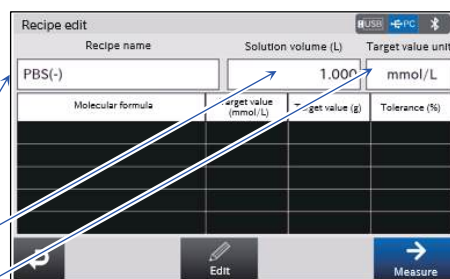 Recipe edit USB PC
Recipe name Solution volume (L) Target value unit
PBS(-) 1.000 mmol/L
Molecular formula Target value (mmol/L) Target value (g) Tolerance (%)
Edit Measure